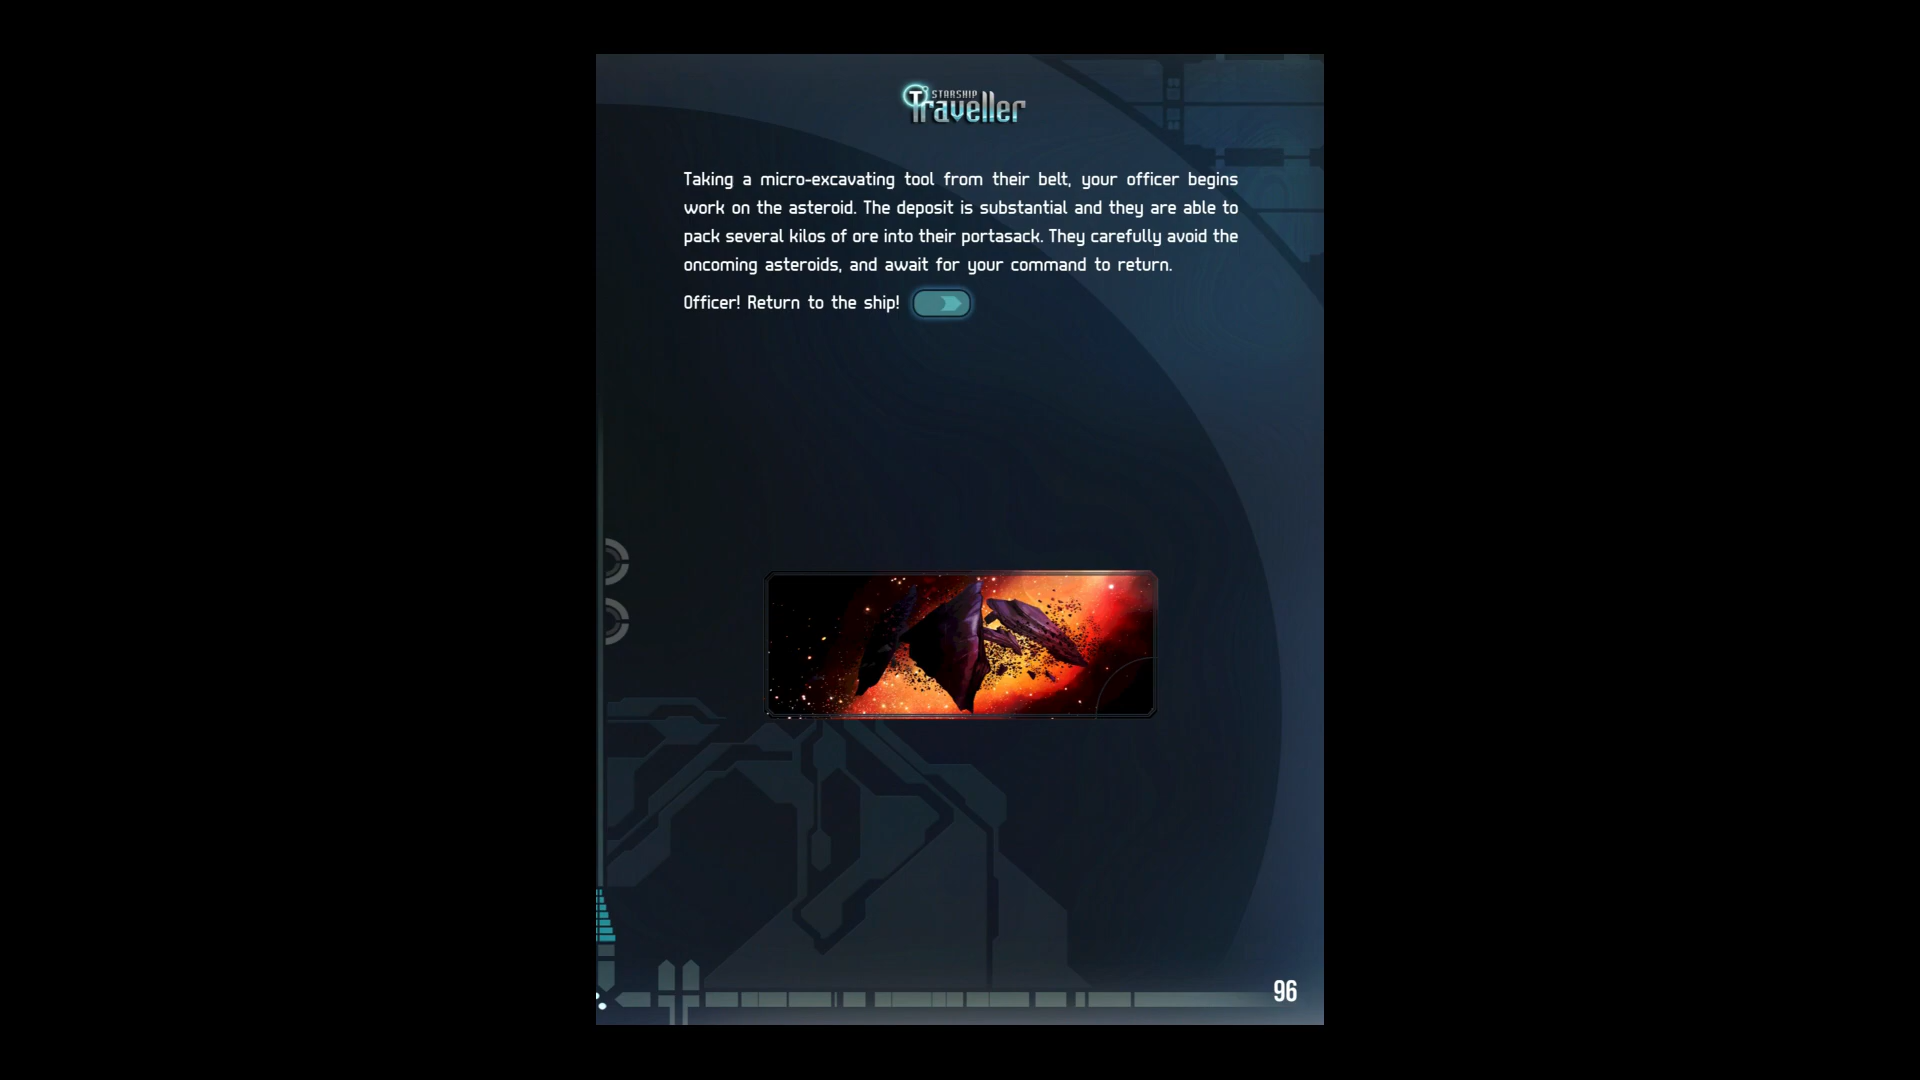 STARSHIP
Traveller
Taking a micro-excavating tool from their belt, your officer begins
work on the asteroid. The deposit is substantial and they are able to
pack several kilos of ore into their portasack. They carefully avoid the
oncoming asteroids, and await for your command to return.
Officer! Return to the ship!
96